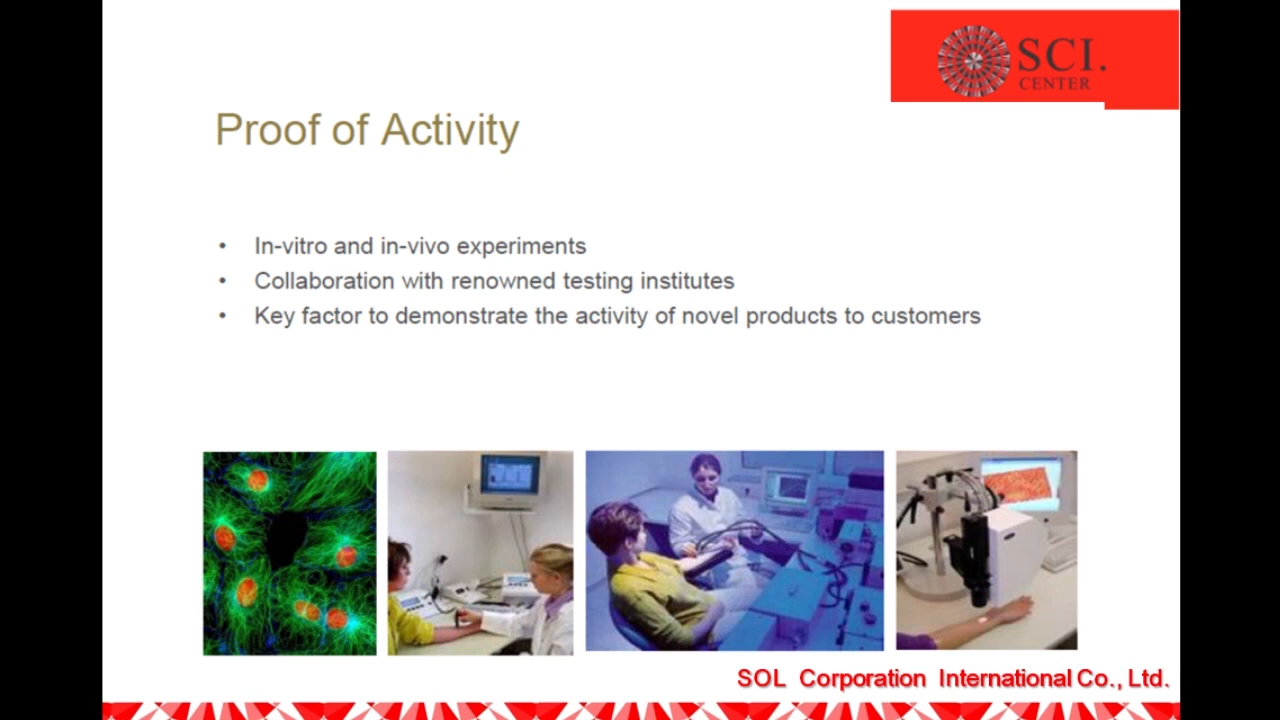 SCI.
CENTER
Proof of Activity
• In-vitro and in-vivo experiments
• Collaboration with renowned testing institutes
• Key factor to demonstrate the activity of novel products to customers
SOL Corporation International Co., Ltd.